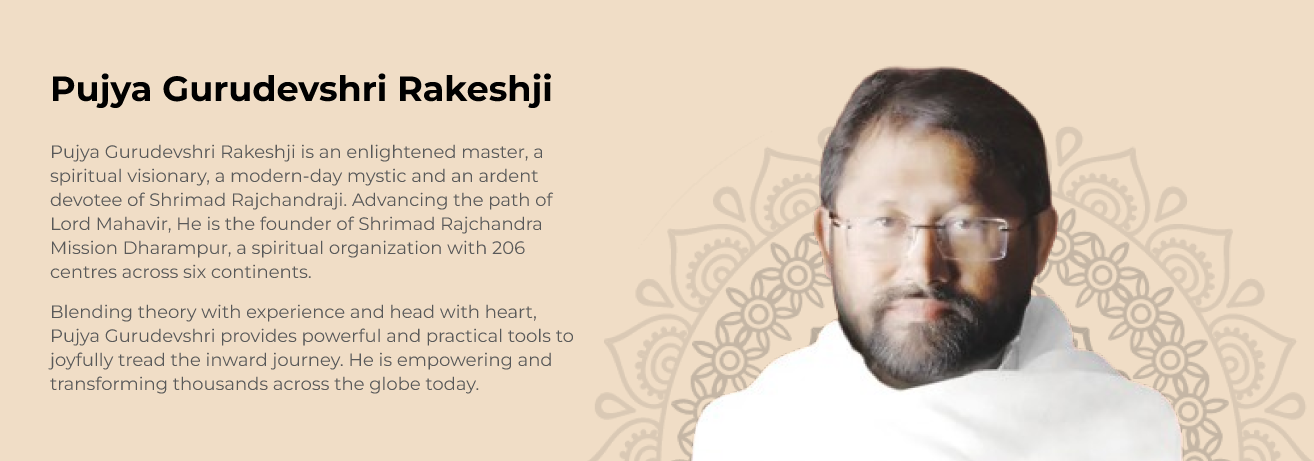 Pujya Gurudevshri Rakeshji
Pujya Gurudevshri Rakeshji is an enlightened master, a
spiritual visionary, a modern-day mystic and an ardent
devotee of Shrimad Rajchandraji. Advancing the path of
Lord Mahavir, He is the founder of Shrimad Rajchandra
Mission Dharampur, a spiritual organization with 206
centres across six continents.
Blending theory with experience and head with heart,
Pujya Gurudevshri provides powerful and practical tools to
joyfully tread the inward journey. He is empowering and
transforming thousands across the globe today.